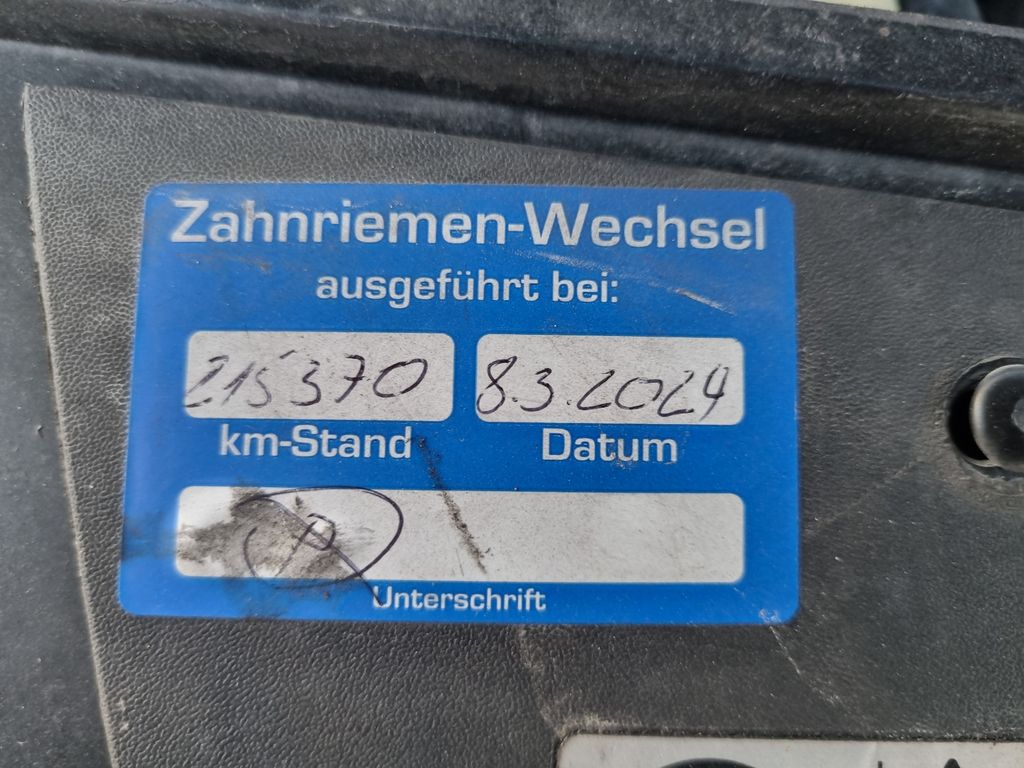 Zahnriemen-Wechsel
ausgeführt bei:
215370 8.3.2024
km-Stand Datum
Unterschrift